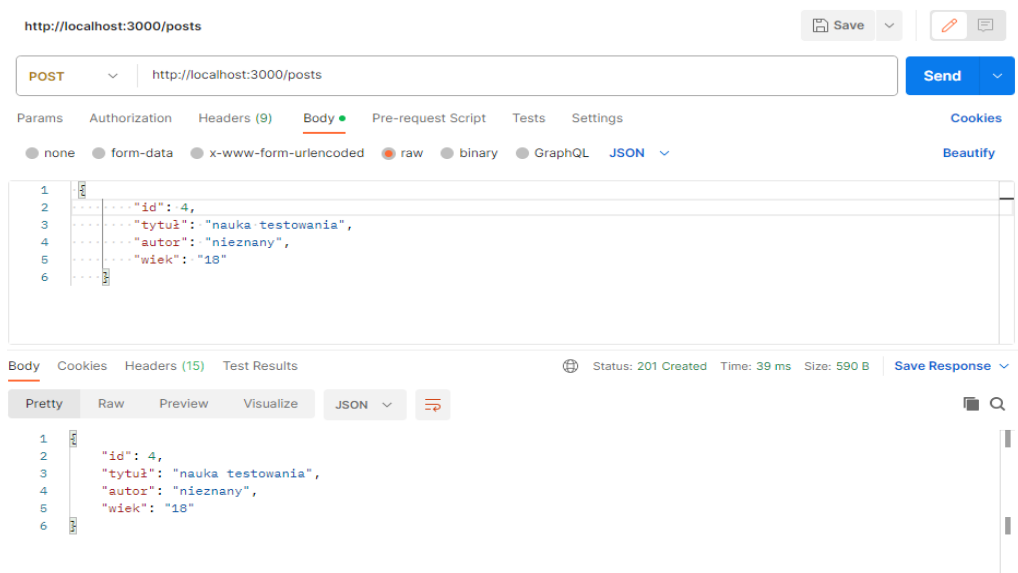 http://localhost:3000/posts Save
POST http://localhost:3000/posts Send
Params Authorization Headers (9) Body Pre-request Script Tests Settings Cookies
none form-data x-www-form-urlencoded raw binary GraphQL JSON Beautify
1 {
2 "id": 4,
3 "tytuł": "nauka testowania",
4 "autor": "nieznany",
5 "wiek": "18"
6 }
Body Cookies Headers (15) Test Results Status: 201 Created Time: 39 ms Size: 590 B Save Response
Pretty Raw Preview Visualize JSON
1 {
2 "id": 4,
3 "tytuł": "nauka testowania",
4 "autor": "nieznany",
5 "wiek": "18"
6 }